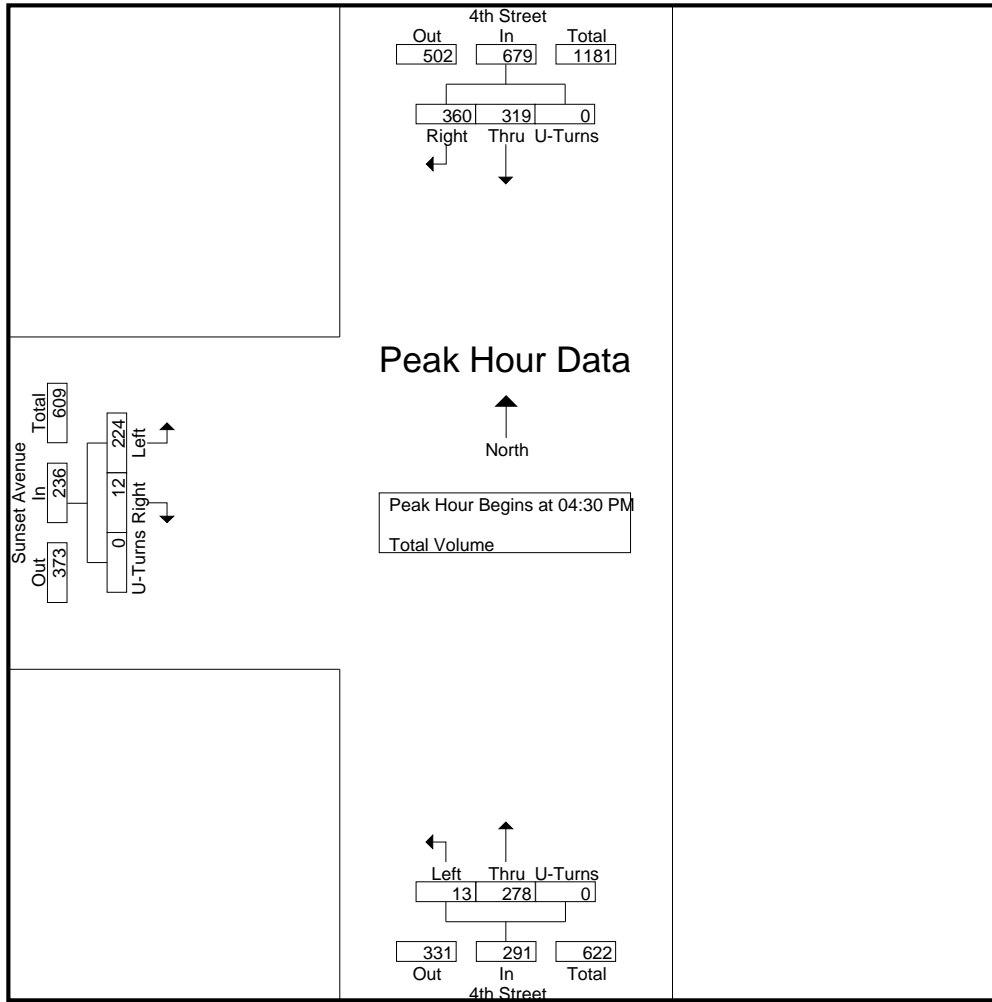 4th Street
Out In Total
502 679 1181
360 319 0
Right Thru U-Turns
Peak Hour Data
North
Peak Hour Begins at 04:30 PM
Total Volume
Sunset Avenue
Out In Total
373 236 609
0 12 224
U-Turns Right Left
Left Thru U-Turns
13 278 0
331 291 622
Out In Total
4th Street